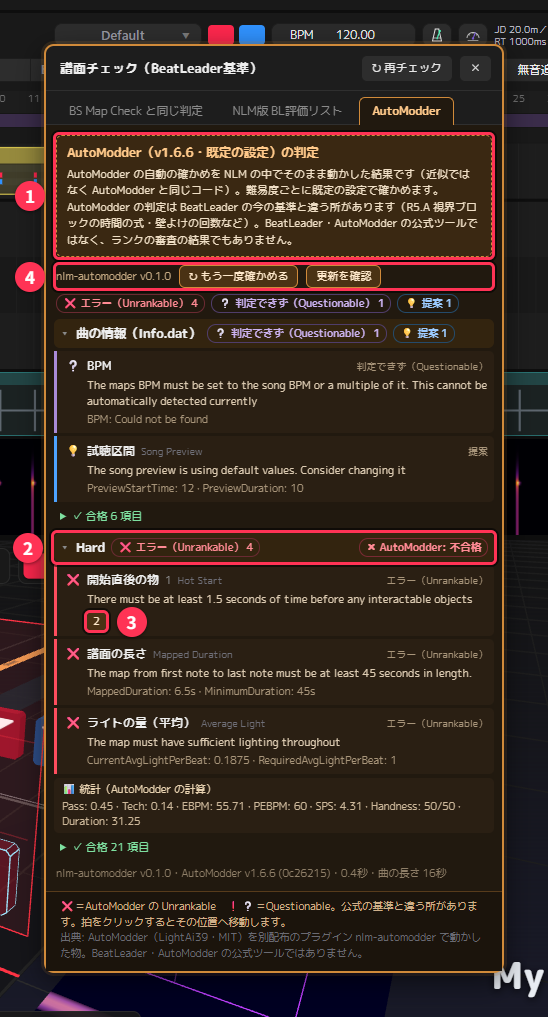 Default ▼
BPM 120.00
JD 20.0m／
RT 1000ms
譜面チェック（BeatLeader基準）
↻ 再チェック
✕
無音追
BS Map Check と同じ判定
NLM版 BL評価リスト
AutoModder
0 11
25
AutoModder（v1.6.6・既定の設定）の判定
AutoModder の自動の確かめを NLM の中でそのまま動かした結果です（近似では
なく AutoModder と同じコード）。難易度ごとに既定の設定で確かめます。
AutoModder の判定は BeatLeader の今の基準と違う所があります（R5.A 視界ブロ
ックの時間の式・壁よけの回数など）。BeatLeader・AutoModder の公式ツールで
はなく、ランクの審査の結果でもありません。
1
4
nlm-automodder v0.1.0
↻ もう一度確かめる
更新を確認
❌ エラー（Unrankable） 4
❔ 判定できず（Questionable） 1
💡 提案 1
▼ 曲の情報（Info.dat）
❔ 判定できず（Questionable） 1
💡 提案 1
❔ BPM
判定できず（Questionable）
The maps BPM must be set to the song BPM or a multiple of it. This cannot be
automatically detected currently
BPM: Could not be found
💡 試聴区間 Song Preview
提案
The song preview is using default values. Consider changing it
PreviewStartTime: 12 · PreviewDuration: 10
▶ ✓ 合格 6 項目
2
▼ Hard
❌ エラー（Unrankable） 4
✖ AutoModder: 不合格
❌ 開始直後の物 1 Hot Start
エラー（Unrankable）
There must be at least 1.5 seconds of time before any interactable objects
2
3
❌ 譜面の長さ Mapped Duration
エラー（Unrankable）
The map from first note to last note must be at least 45 seconds in length.
MappedDuration: 6.5s · MinimumDuration: 45s
❌ ライトの量（平均） Average Light
エラー（Unrankable）
The map must have sufficient lighting throughout
CurrentAvgLightPerBeat: 0.1875 · RequiredAvgLightPerBeat: 1
📊 統計（AutoModder の計算）
Pass: 0.45 · Tech: 0.14 · EBPM: 55.71 · PEBPM: 60 · SPS: 4.31 · Handness: 50/50 ·
Duration: 31.25
▶ ✓ 合格 21 項目
nlm-automodder v0.1.0 · AutoModder v1.6.6 (0c26215) · 0.4秒 · 曲の長さ 16秒
❌＝AutoModder の Unrankable ❗❔＝Questionable。公式の基準と違う所がありま
す。拍をクリックするとその位置へ移動します。
出典: AutoModder（LightAi39・MIT）を別配布のプラグイン nlm-automodder で動かし
た物。BeatLeader・AutoModder の公式ツールではありません。
My